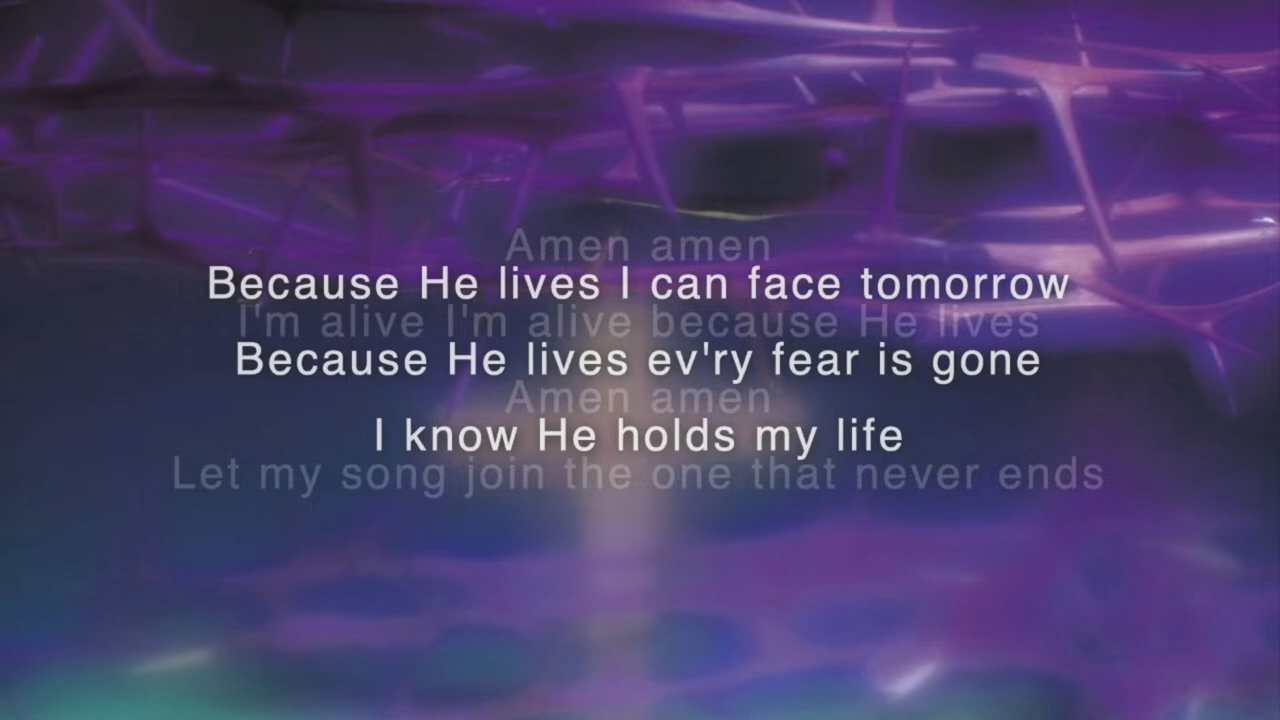 Amen amen
Because He lives I can face tomorrow
I'm alive I'm alive because He lives
Because He lives ev'ry fear is gone
Amen amen
I know He holds my life
Let my song join the one that never ends